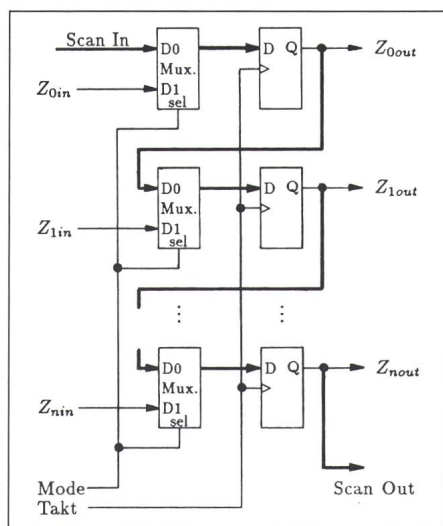 Scan In
D0
D
Q
Z0out
Mux.
Z0in
D1
sel
D0
D
Q
Z1out
Mux.
Z1in
D1
sel
D0
D
Q
Znout
Mux.
Znin
D1
sel
Mode
Takt
Scan Out